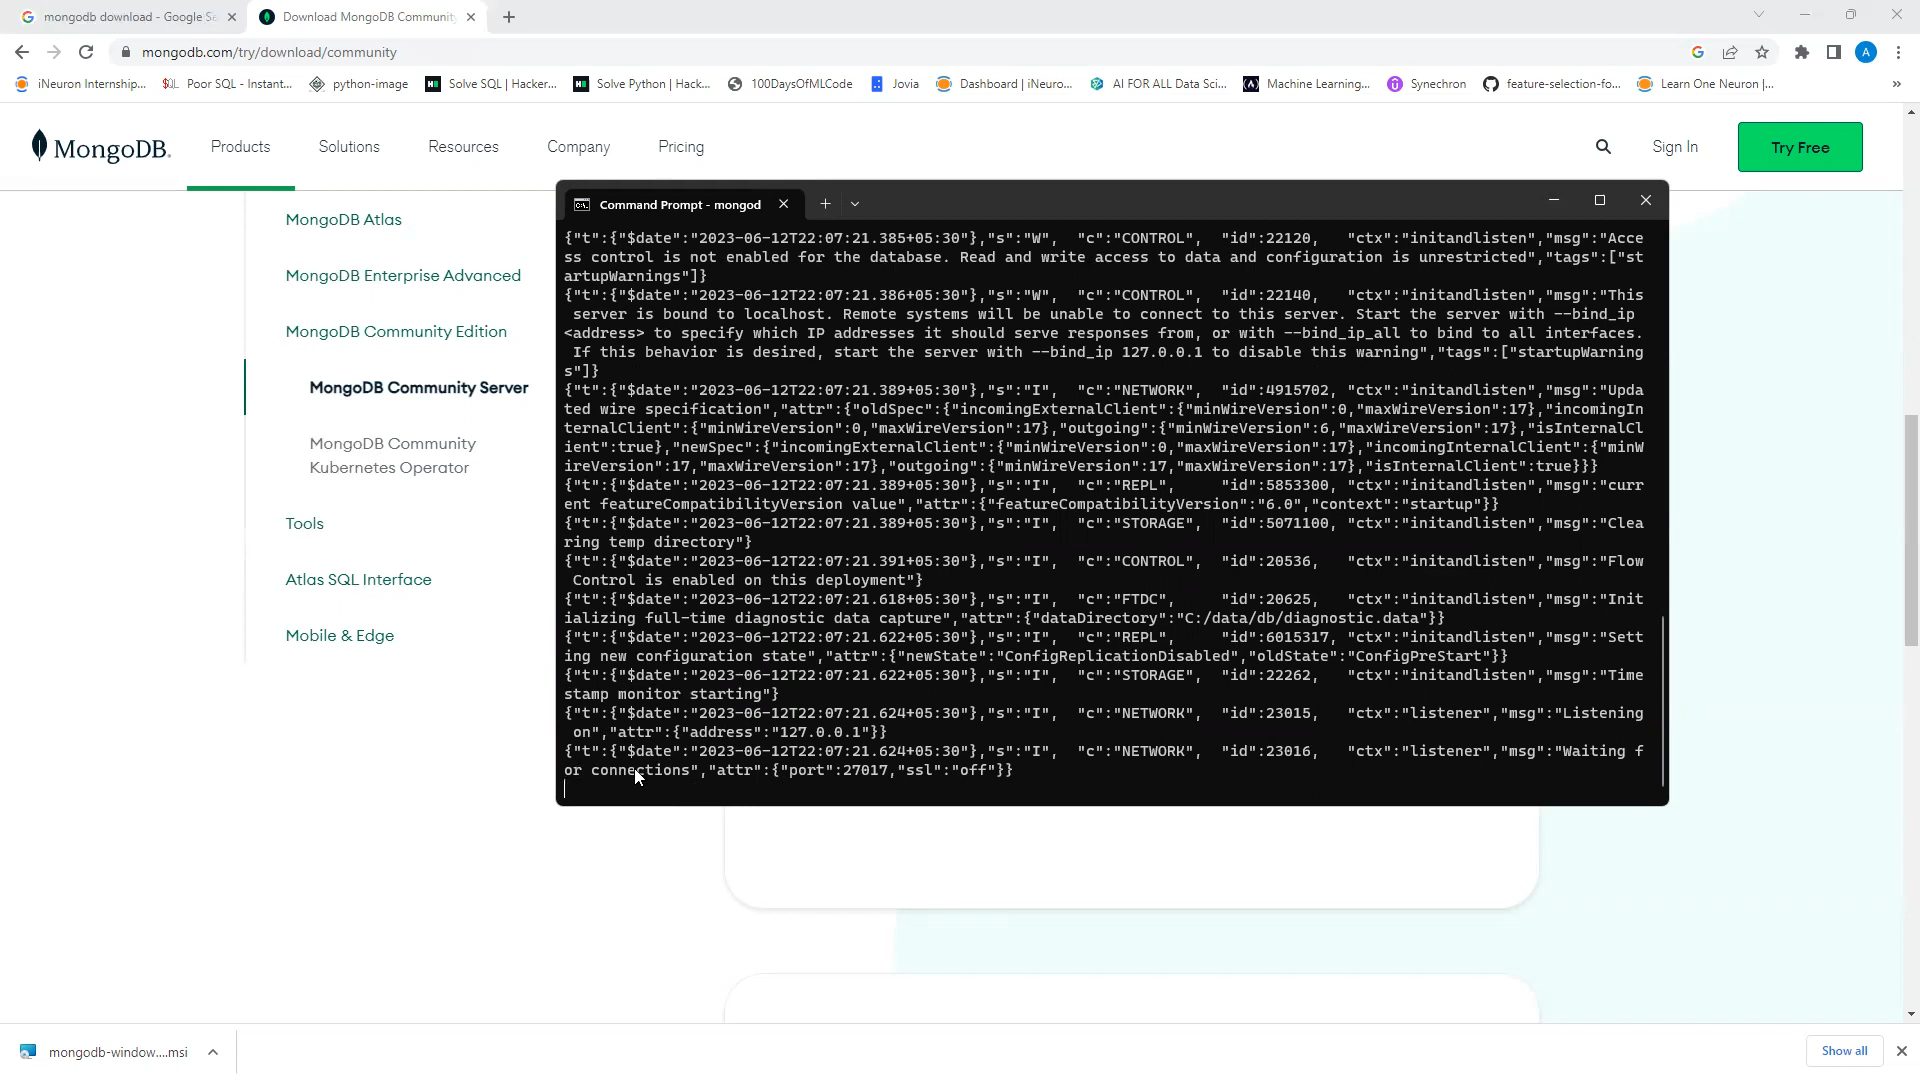 mongodb download - Google Se
Download MongoDB Community
mongodb.com/try/download/community
iNeuron Internship...
Poor SQL - Instant...
python-image
Solve SQL | Hacker...
Solve Python | Hack...
100DaysOfMLCode
Jovia
Dashboard | iNeuro...
AI FOR ALL Data Sci...
Machine Learning...
Synechron
feature-selection-fo...
Learn One Neuron |...
»
A
MongoDB.
Products
Solutions
Resources
Company
Pricing
Sign In
Try Free
MongoDB Atlas
MongoDB Enterprise Advanced
MongoDB Community Edition
MongoDB Community Server
MongoDB Community
Kubernetes Operator
Tools
Atlas SQL Interface
Mobile & Edge
Command Prompt - mongod
{"t":{"$date":"2023-06-12T22:07:21.385+05:30"},"s":"W",  "c":"CONTROL",  "id":22120,   "ctx":"initandlisten","msg":"Acce
ss control is not enabled for the database. Read and write access to data and configuration is unrestricted","tags":["st
artupWarnings"]}
{"t":{"$date":"2023-06-12T22:07:21.386+05:30"},"s":"W",  "c":"CONTROL",  "id":22140,   "ctx":"initandlisten","msg":"This
 server is bound to localhost. Remote systems will be unable to connect to this server. Start the server with --bind_ip
<address> to specify which IP addresses it should serve responses from, or with --bind_ip_all to bind to all interfaces.
 If this behavior is desired, start the server with --bind_ip 127.0.0.1 to disable this warning","tags":["startupWarning
s"]}
{"t":{"$date":"2023-06-12T22:07:21.389+05:30"},"s":"I",  "c":"NETWORK",  "id":4915702, "ctx":"initandlisten","msg":"Upda
ted wire specification","attr":{"oldSpec":{"incomingExternalClient":{"minWireVersion":0,"maxWireVersion":17},"incomingIn
ternalClient":{"minWireVersion":0,"maxWireVersion":17},"outgoing":{"minWireVersion":6,"maxWireVersion":17},"isInternalCl
ient":true},"newSpec":{"incomingExternalClient":{"minWireVersion":0,"maxWireVersion":17},"incomingInternalClient":{"minW
ireVersion":17,"maxWireVersion":17},"outgoing":{"minWireVersion":17,"maxWireVersion":17},"isInternalClient":true}}}
{"t":{"$date":"2023-06-12T22:07:21.389+05:30"},"s":"I",  "c":"REPL",     "id":5853300, "ctx":"initandlisten","msg":"curr
ent featureCompatibilityVersion value","attr":{"featureCompatibilityVersion":"6.0","context":"startup"}}
{"t":{"$date":"2023-06-12T22:07:21.389+05:30"},"s":"I",  "c":"STORAGE",  "id":5071100, "ctx":"initandlisten","msg":"Clea
ring temp directory"}
{"t":{"$date":"2023-06-12T22:07:21.391+05:30"},"s":"I",  "c":"CONTROL",  "id":20536,   "ctx":"initandlisten","msg":"Flow
 Control is enabled on this deployment"}
{"t":{"$date":"2023-06-12T22:07:21.618+05:30"},"s":"I",  "c":"FTDC",     "id":20625,   "ctx":"initandlisten","msg":"Init
ializing full-time diagnostic data capture","attr":{"dataDirectory":"C:/data/db/diagnostic.data"}}
{"t":{"$date":"2023-06-12T22:07:21.622+05:30"},"s":"I",  "c":"REPL",     "id":6015317, "ctx":"initandlisten","msg":"Sett
ing new configuration state","attr":{"newState":"ConfigReplicationDisabled","oldState":"ConfigPreStart"}}
{"t":{"$date":"2023-06-12T22:07:21.622+05:30"},"s":"I",  "c":"STORAGE",  "id":22262,   "ctx":"initandlisten","msg":"Time
stamp monitor starting"}
{"t":{"$date":"2023-06-12T22:07:21.624+05:30"},"s":"I",  "c":"NETWORK",  "id":23015,   "ctx":"listener","msg":"Listening
 on","attr":{"address":"127.0.0.1"}}
{"t":{"$date":"2023-06-12T22:07:21.624+05:30"},"s":"I",  "c":"NETWORK",  "id":23016,   "ctx":"listener","msg":"Waiting f
or connections","attr":{"port":27017,"ssl":"off"}}
mongodb-window....msi
Show all